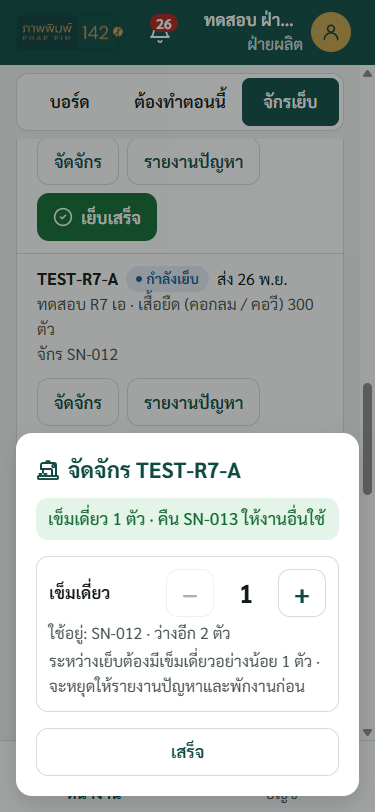 ภาพพิมพ์ 142
PHAP PIM
26
ทดสอบ ฝ่า...
ฝ่ายผลิต
บอร์ด
ต้องทำตอนนี้
จักรเย็บ
จัดจักร
รายงานปัญหา
เย็บเสร็จ
TEST-R7-A กำลังเย็บ ส่ง 26 พ.ย.
ทดสอบ R7 เอ · เสื้อยืด (คอกลม / คอวี) 300
ตัว
จักร SN-012
จัดจักร
รายงานปัญหา
จัดจักร TEST-R7-A
เข็มเดี่ยว 1 ตัว · คืน SN-013 ให้งานอื่นใช้
เข็มเดี่ยว − 1 +
ใช้อยู่: SN-012 · ว่างอีก 2 ตัว
ระหว่างเย็บต้องมีเข็มเดี่ยวอย่างน้อย 1 ตัว ·
จะหยุดให้รายงานปัญหาและพักงานก่อน
เสร็จ